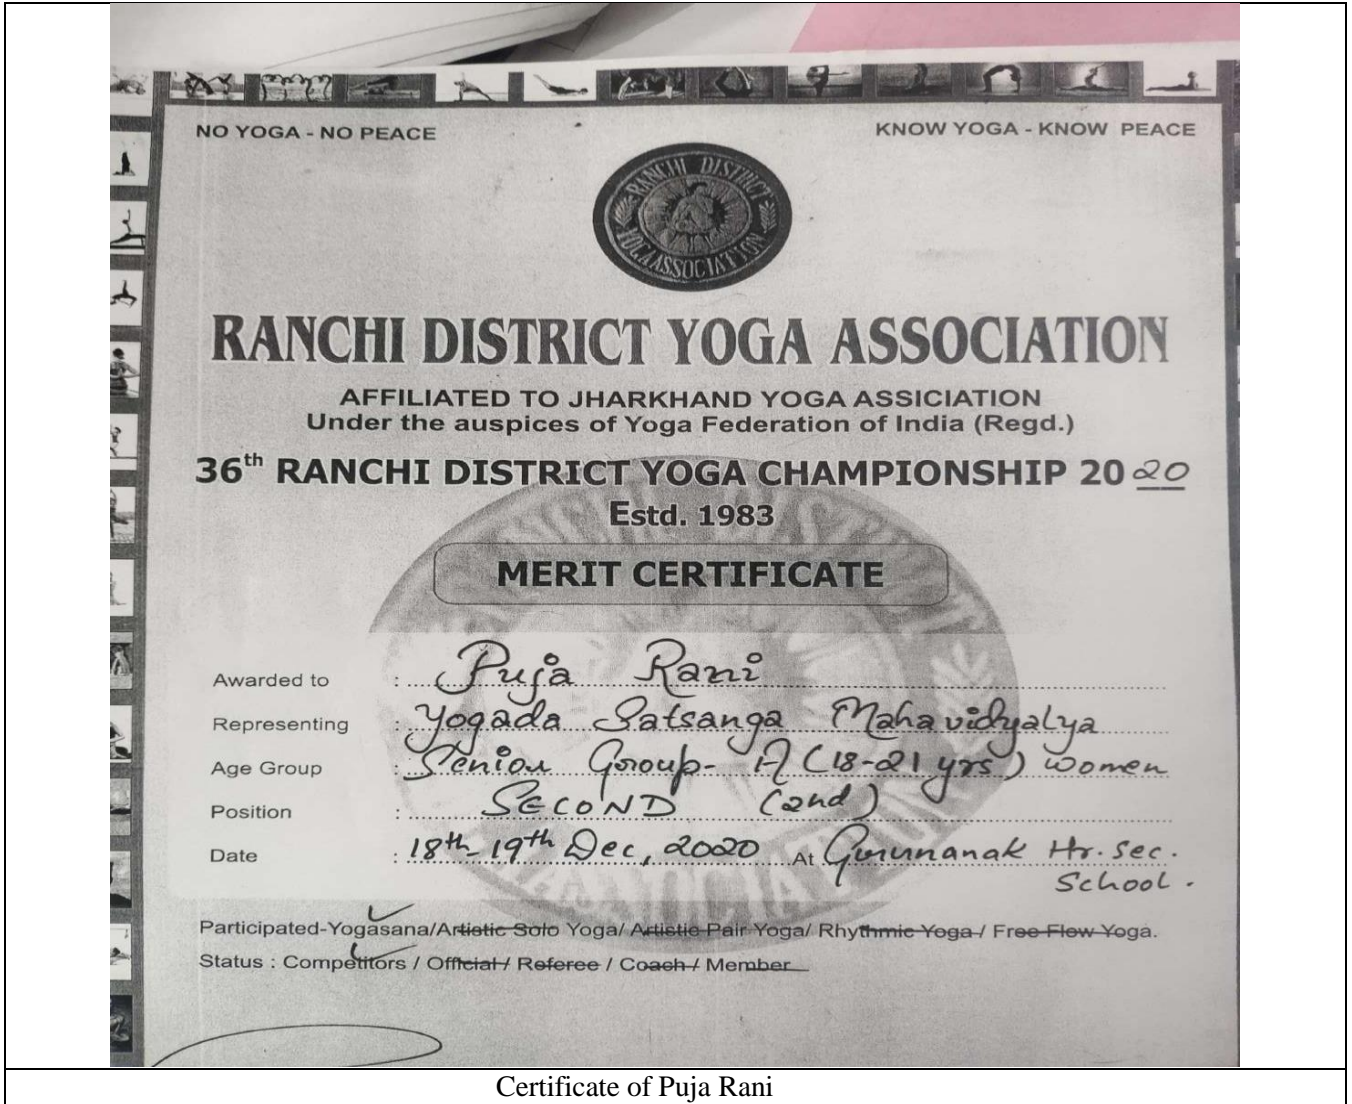 NO YOGA - NO PEACE
KNOW YOGA - KNOW PEACE
RANCHI DISTRICT
YOGA ASSOCIATION
RANCHI DISTRICT YOGA ASSOCIATION
AFFILIATED TO JHARKHAND YOGA ASSICIATION
Under the auspices of Yoga Federation of India (Regd.)
36th RANCHI DISTRICT YOGA CHAMPIONSHIP 2020
Estd. 1983
MERIT CERTIFICATE
Awarded to : Puja Rani
Representing : Yogada Satsanga Mahavidyalya
Age Group : Senior Group- A (18-21 yrs) women
Position : SECOND (2nd)
Date : 18th-19th Dec, 2020 At Gurunanak Hr. Sec.
School.
Participated-Yogasana/Artistic Solo Yoga/ Artistic Pair Yoga/ Rhythmic Yoga / Free Flow Yoga.
Status : Competitors / Official / Referee / Coach / Member
Certificate of Puja Rani